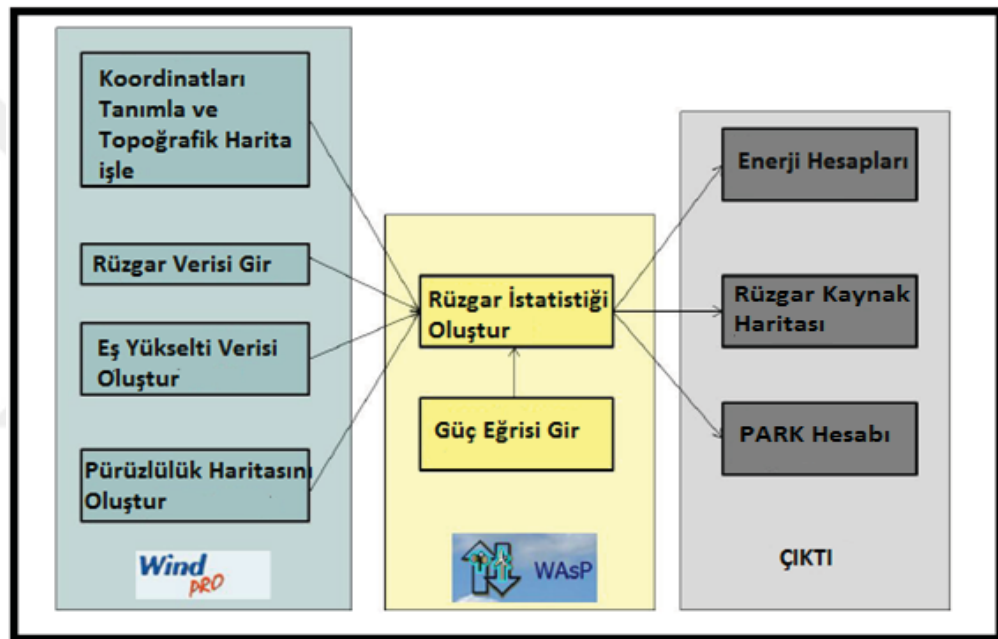 Koordinatları
Tanımla ve
Topoğrafik Harita
işle
Rüzgar Verisi Gir
Eş Yükselti Verisi
Oluştur
Pürüzlülük Haritasını
Oluştur
Wind
PRO
Rüzgar İstatistiği
Oluştur
Güç Eğrisi Gir
WAsP
Enerji Hesapları
Rüzgar Kaynak
Haritası
PARK Hesabı
ÇIKTI